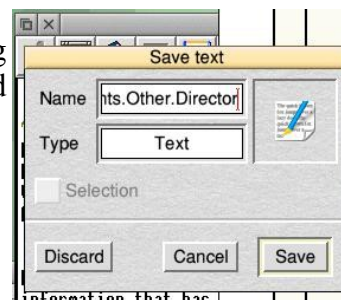 g
d
Save text
Name nts.Other.Director
Type Text
Selection
Discard Cancel Save
information that has